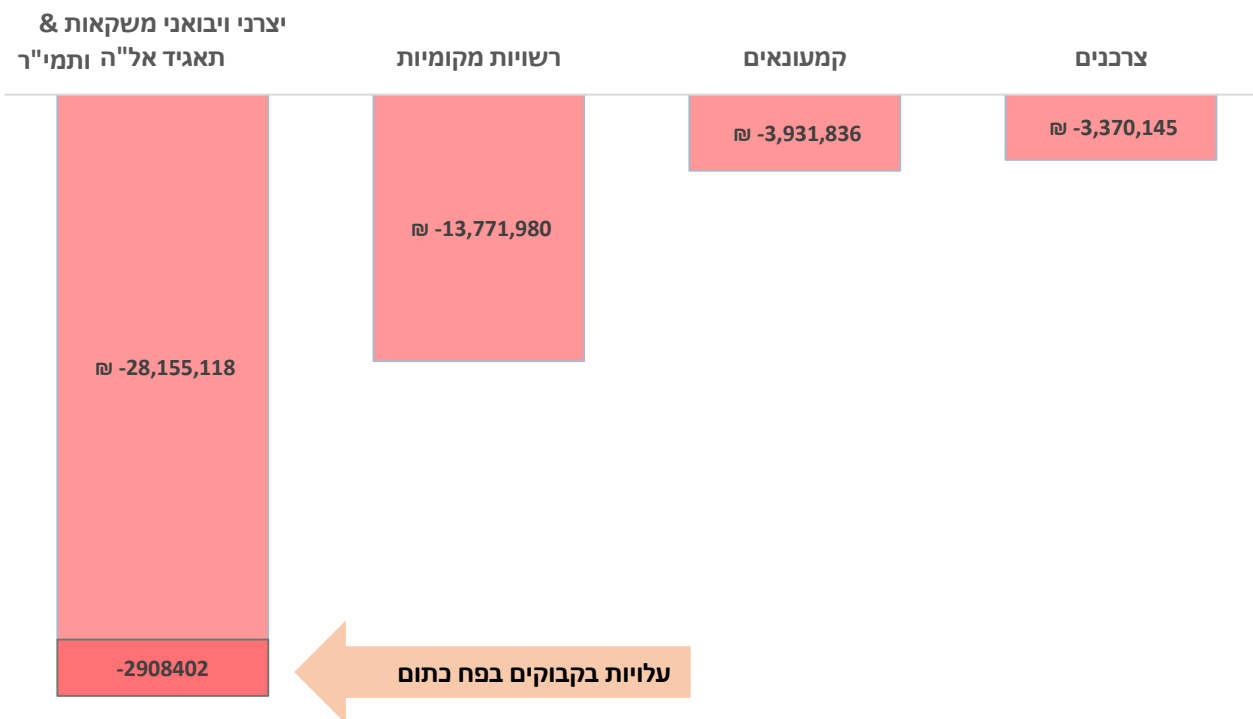 צרכנים
קמעונאים
רשויות מקומיות
יצרני ויבואני משקאות &
תאגיד אל"ה ותמי"ר
₪ -3,370,145
₪ -3,931,836
₪ -13,771,980
₪ -28,155,118
-2908402
עלויות בקבוקים בפח כתום